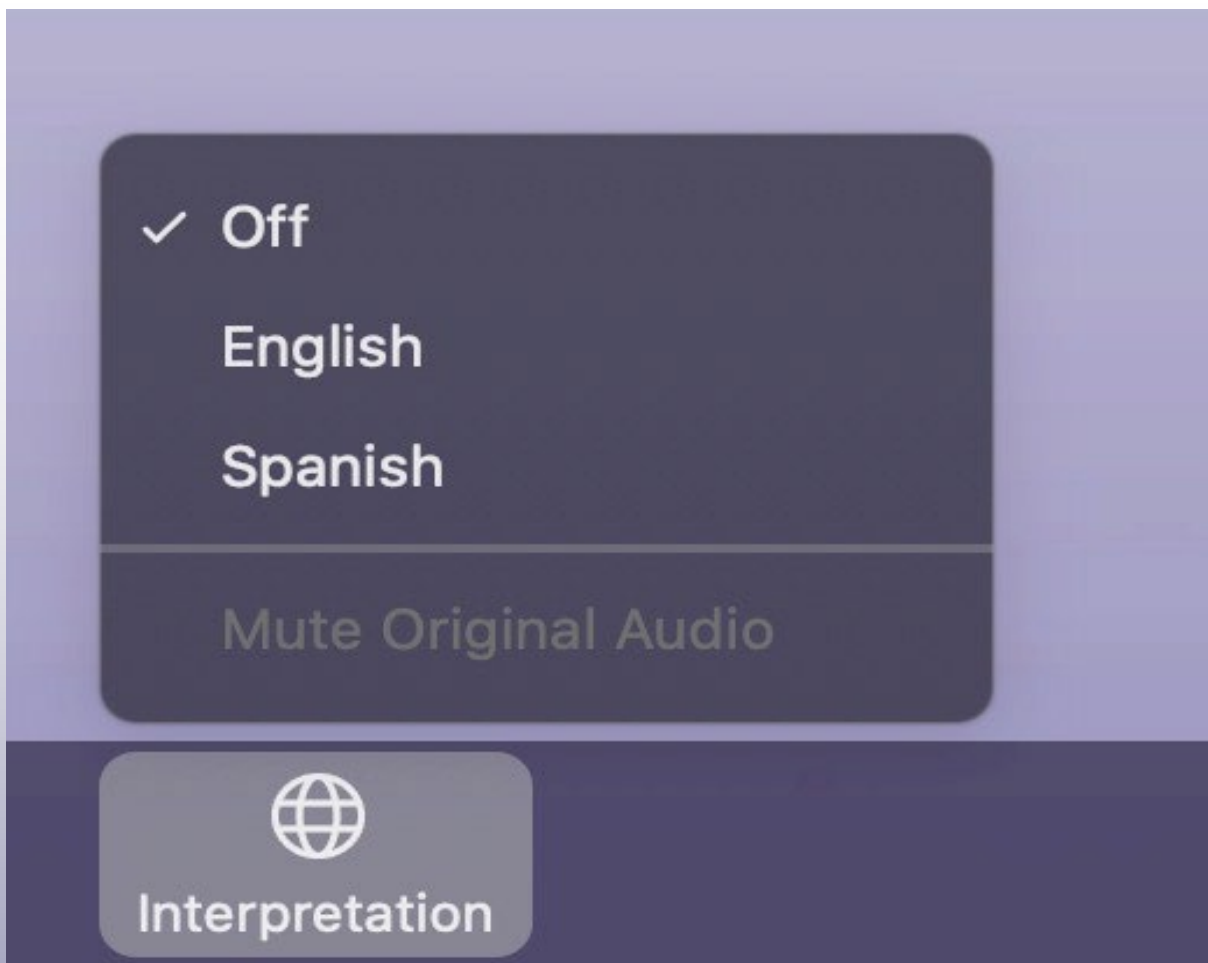 Off
English
Spanish
Mute Original Audio
Interpretation